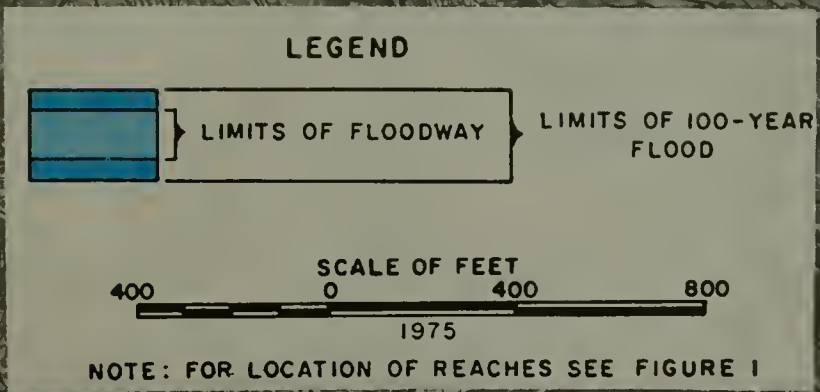 LEGEND
LIMITS OF FLOODWAY
LIMITS OF 100-YEAR
FLOOD
SCALE OF FEET
400 0 400 800
1975
NOTE: FOR LOCATION OF REACHES SEE FIGURE 1